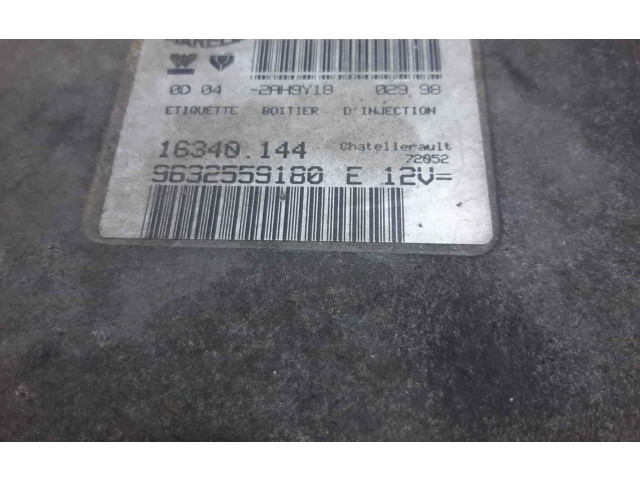 0D 04 -2AH9Y18 029.98
ETIQUETTE BOITIER D'INJECTION
16340.144 Chatellerault
72052
9632559180 E 12V=